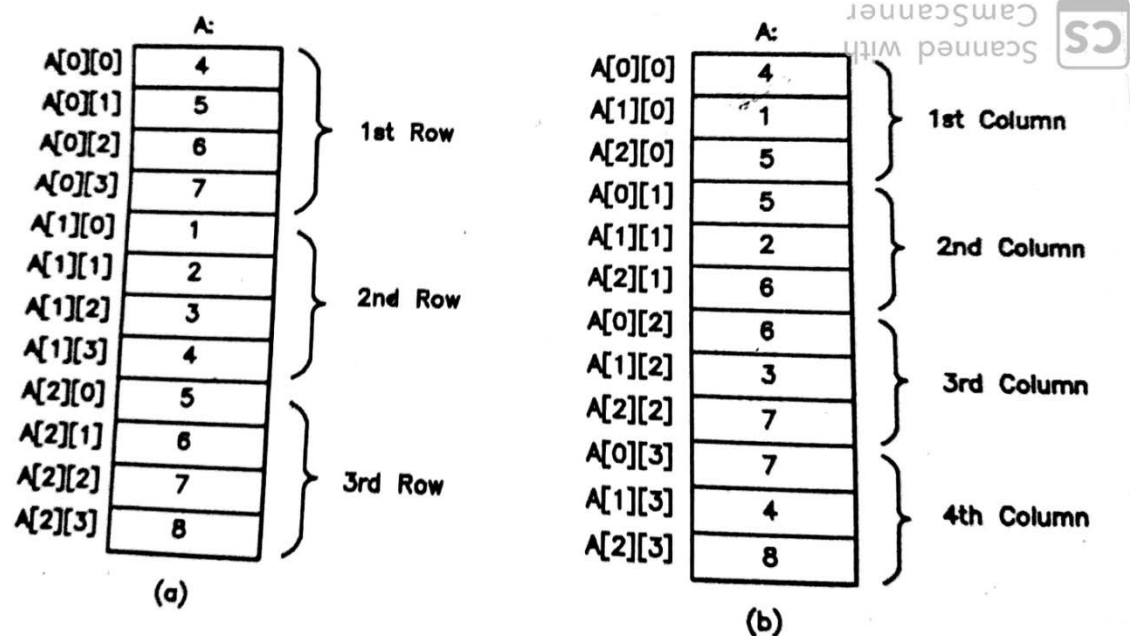 A:
A[0][0] 4
A[0][1] 5
A[0][2] 6
A[0][3] 7
1st Row
A[1][0] 1
A[1][1] 2
A[1][2] 3
A[1][3] 4
2nd Row
A[2][0] 5
A[2][1] 6
A[2][2] 7
A[2][3] 8
3rd Row
(a)
A:
A[0][0] 4
A[1][0] 1
A[2][0] 5
1st Column
A[0][1] 5
A[1][1] 2
A[2][1] 6
2nd Column
A[0][2] 6
A[1][2] 3
A[2][2] 7
3rd Column
A[0][3] 7
A[1][3] 4
A[2][3] 8
4th Column
(b)
CS
Scanned with
CamScanner